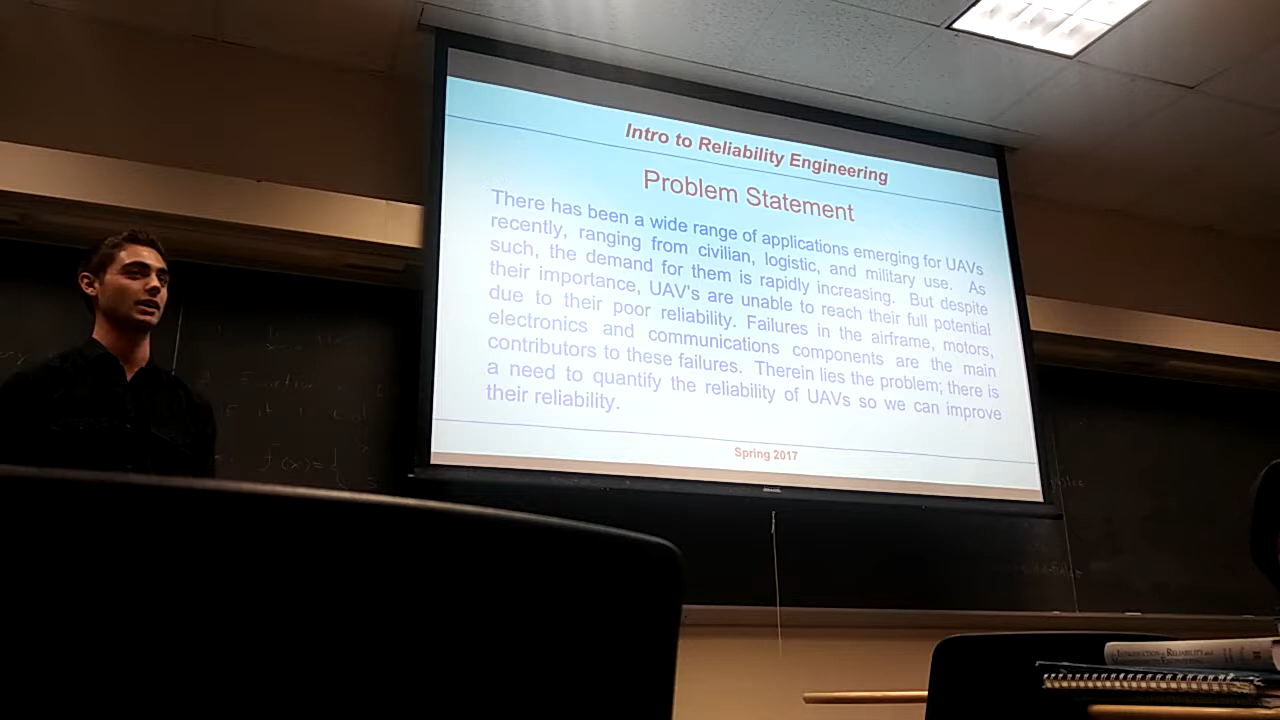 Intro to Reliability Engineering
Problem Statement
There has been a wide range of applications emerging for UAVs
recently, ranging from civilian, logistic, and military use. As
such, the demand for them is rapidly increasing. But despite
their importance, UAV's are unable to reach their full potential
due to their poor reliability. Failures in the airframe, motors,
electronics and communications components are the main
contributors to these failures. Therein lies the problem; there is
a need to quantify the reliability of UAVs so we can improve
their reliability.
Spring 2017
f(x)={
INTRODUCTION RELIABILITY AND
ENGINEERING